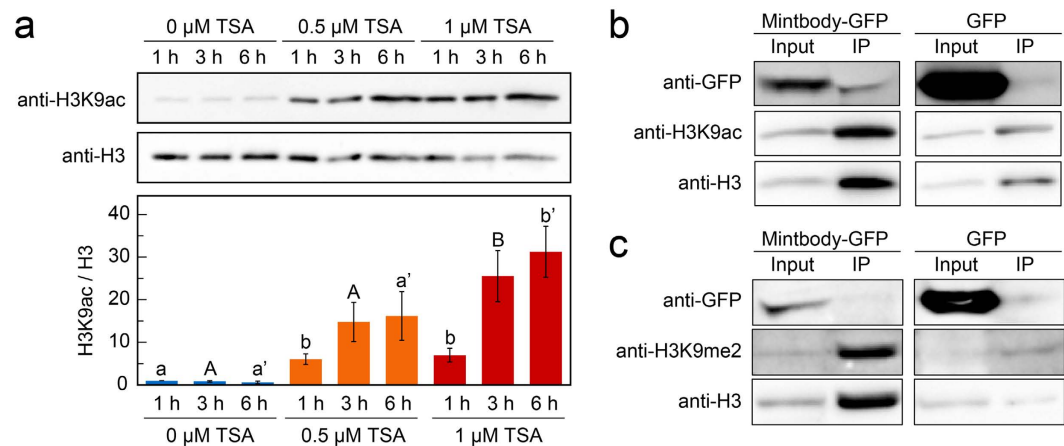 a
0 µM TSA 0.5 µM TSA 1 µM TSA
1 h 3 h 6 h 1 h 3 h 6 h 1 h 3 h 6 h
anti-H3K9ac
anti-H3
H3K9ac / H3
40
30
20
10
0
a A a’ b A a’ b B b’
1 h 3 h 6 h 1 h 3 h 6 h 1 h 3 h 6 h
0 µM TSA 0.5 µM TSA 1 µM TSA
b
Mintbody-GFP GFP
Input IP Input IP
anti-GFP
anti-H3K9ac
anti-H3
c
Mintbody-GFP GFP
Input IP Input IP
anti-GFP
anti-H3K9me2
anti-H3